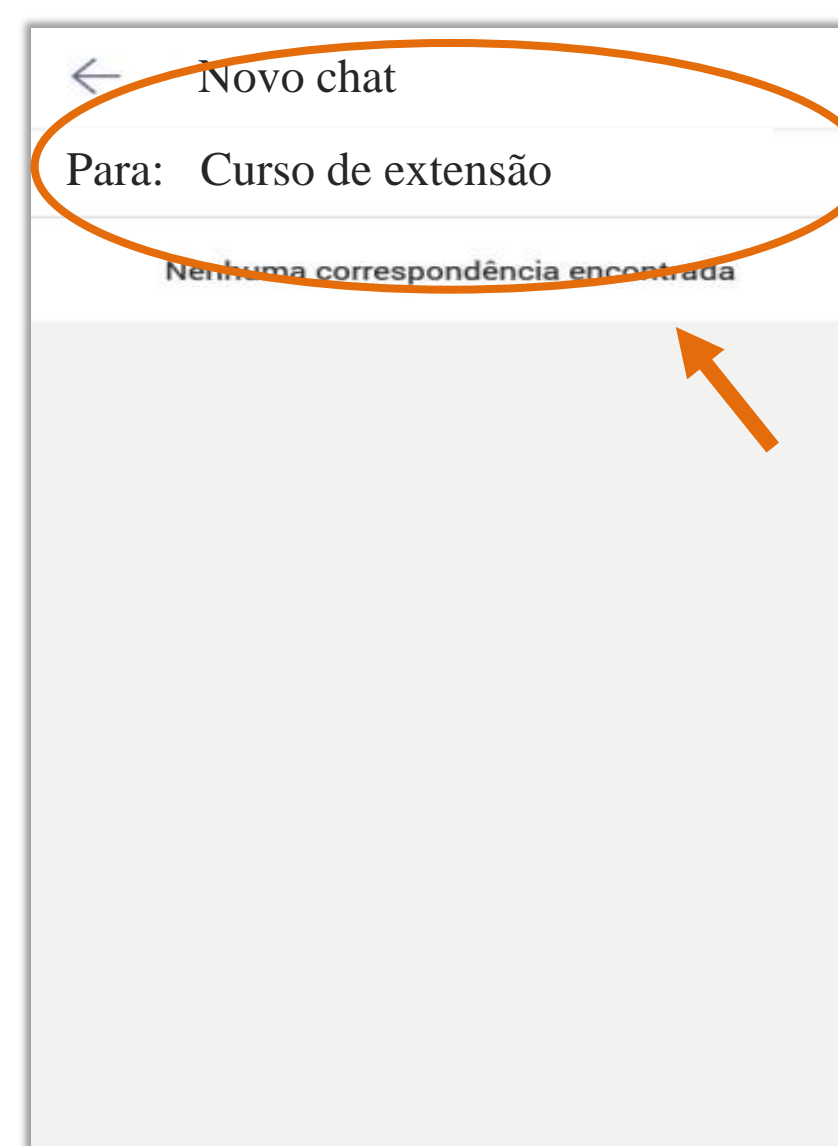 Novo chat
Para: Curso de extensão
Nenhuma correspondência encontrada